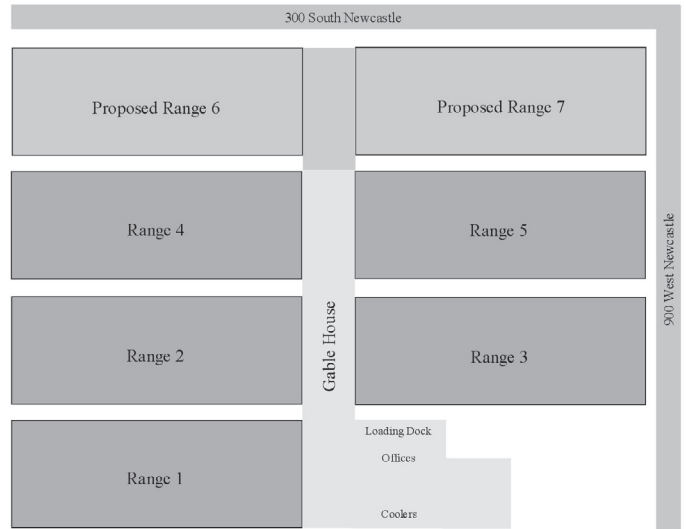 300 South Newcastle
Proposed Range 6
Proposed Range 7
Range 4
Range 5
900 West Newcastle
Gable House
Range 2
Range 3
Loading Dock
Offices
Range 1
Coolers